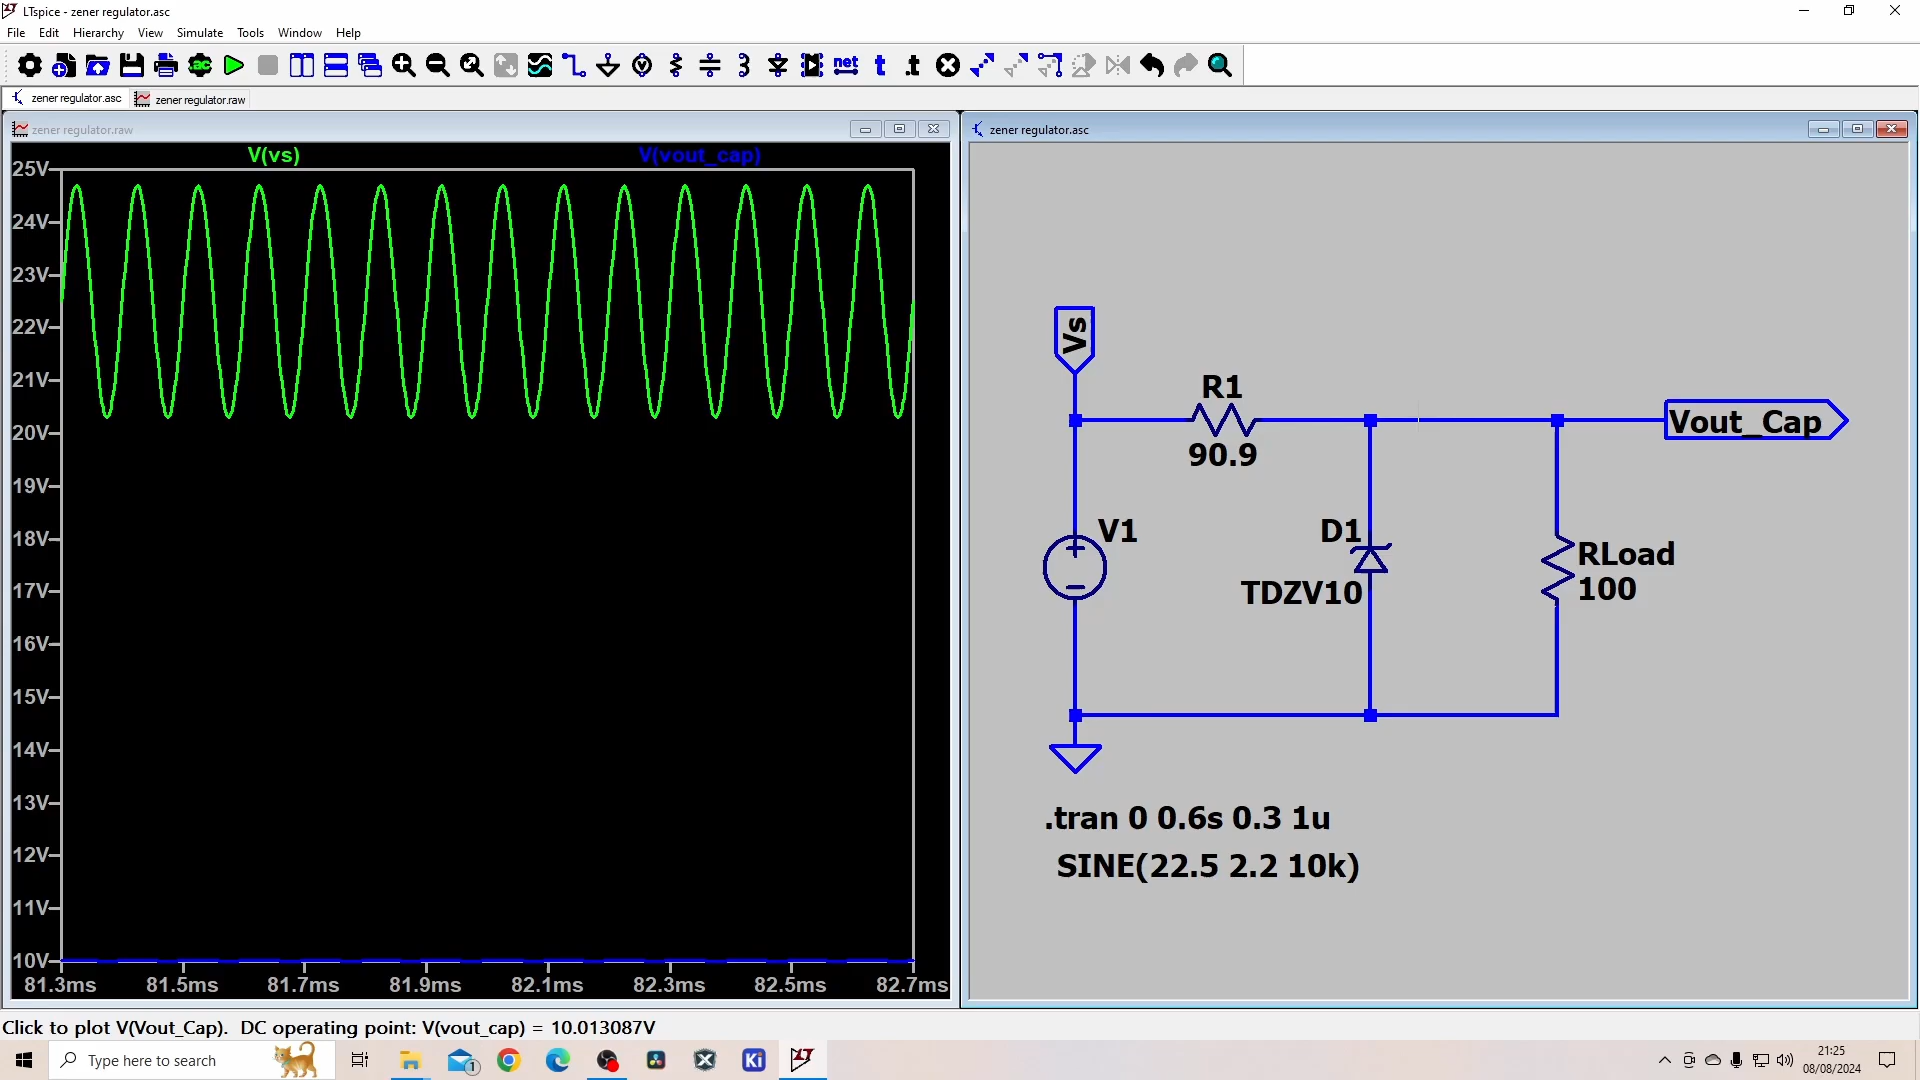 LTspice - zener regulator.asc
File Edit Hierarchy View Simulate Tools Window Help
.ac net t .t
zener regulator.asc zener regulator.raw
zener regulator.raw
V(vs) V(vout_cap)
25V
24V
23V
22V
21V
20V
19V
18V
17V
16V
15V
14V
13V
12V
11V
10V
81.3ms 81.5ms 81.7ms 81.9ms 82.1ms 82.3ms 82.5ms 82.7ms
zener regulator.asc
Vs
R1
90.9
Vout_Cap
V1
D1
TDZV10
RLoad
100
.tran 0 0.6s 0.3 1u
SINE(22.5 2.2 10k)
Click to plot V(Vout_Cap). DC operating point: V(vout_cap) = 10.013087V
Type here to search
1
Ki
LT
21:25
08/08/2024